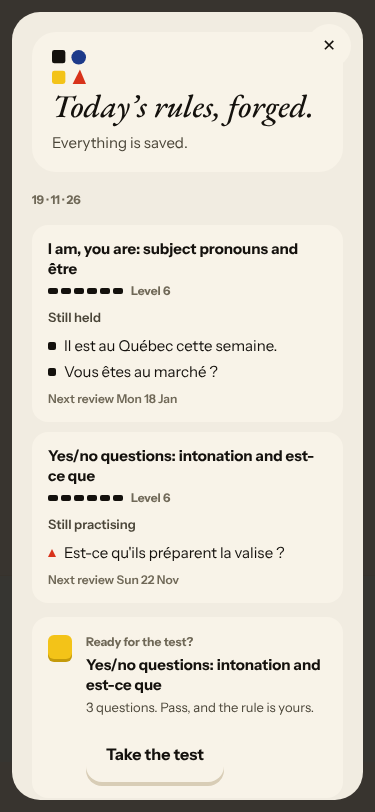 Today's rules, forged.
Everything is saved.
19·11·26
I am, you are: subject pronouns and
être
Level 6
Still held
Il est au Québec cette semaine.
Vous êtes au marché ?
Next review Mon 18 Jan
Yes/no questions: intonation and est-
ce que
Level 6
Still practising
Est-ce qu'ils préparent la valise ?
Next review Sun 22 Nov
Ready for the test?
Yes/no questions: intonation and
est-ce que
3 questions. Pass, and the rule is yours.
Take the test